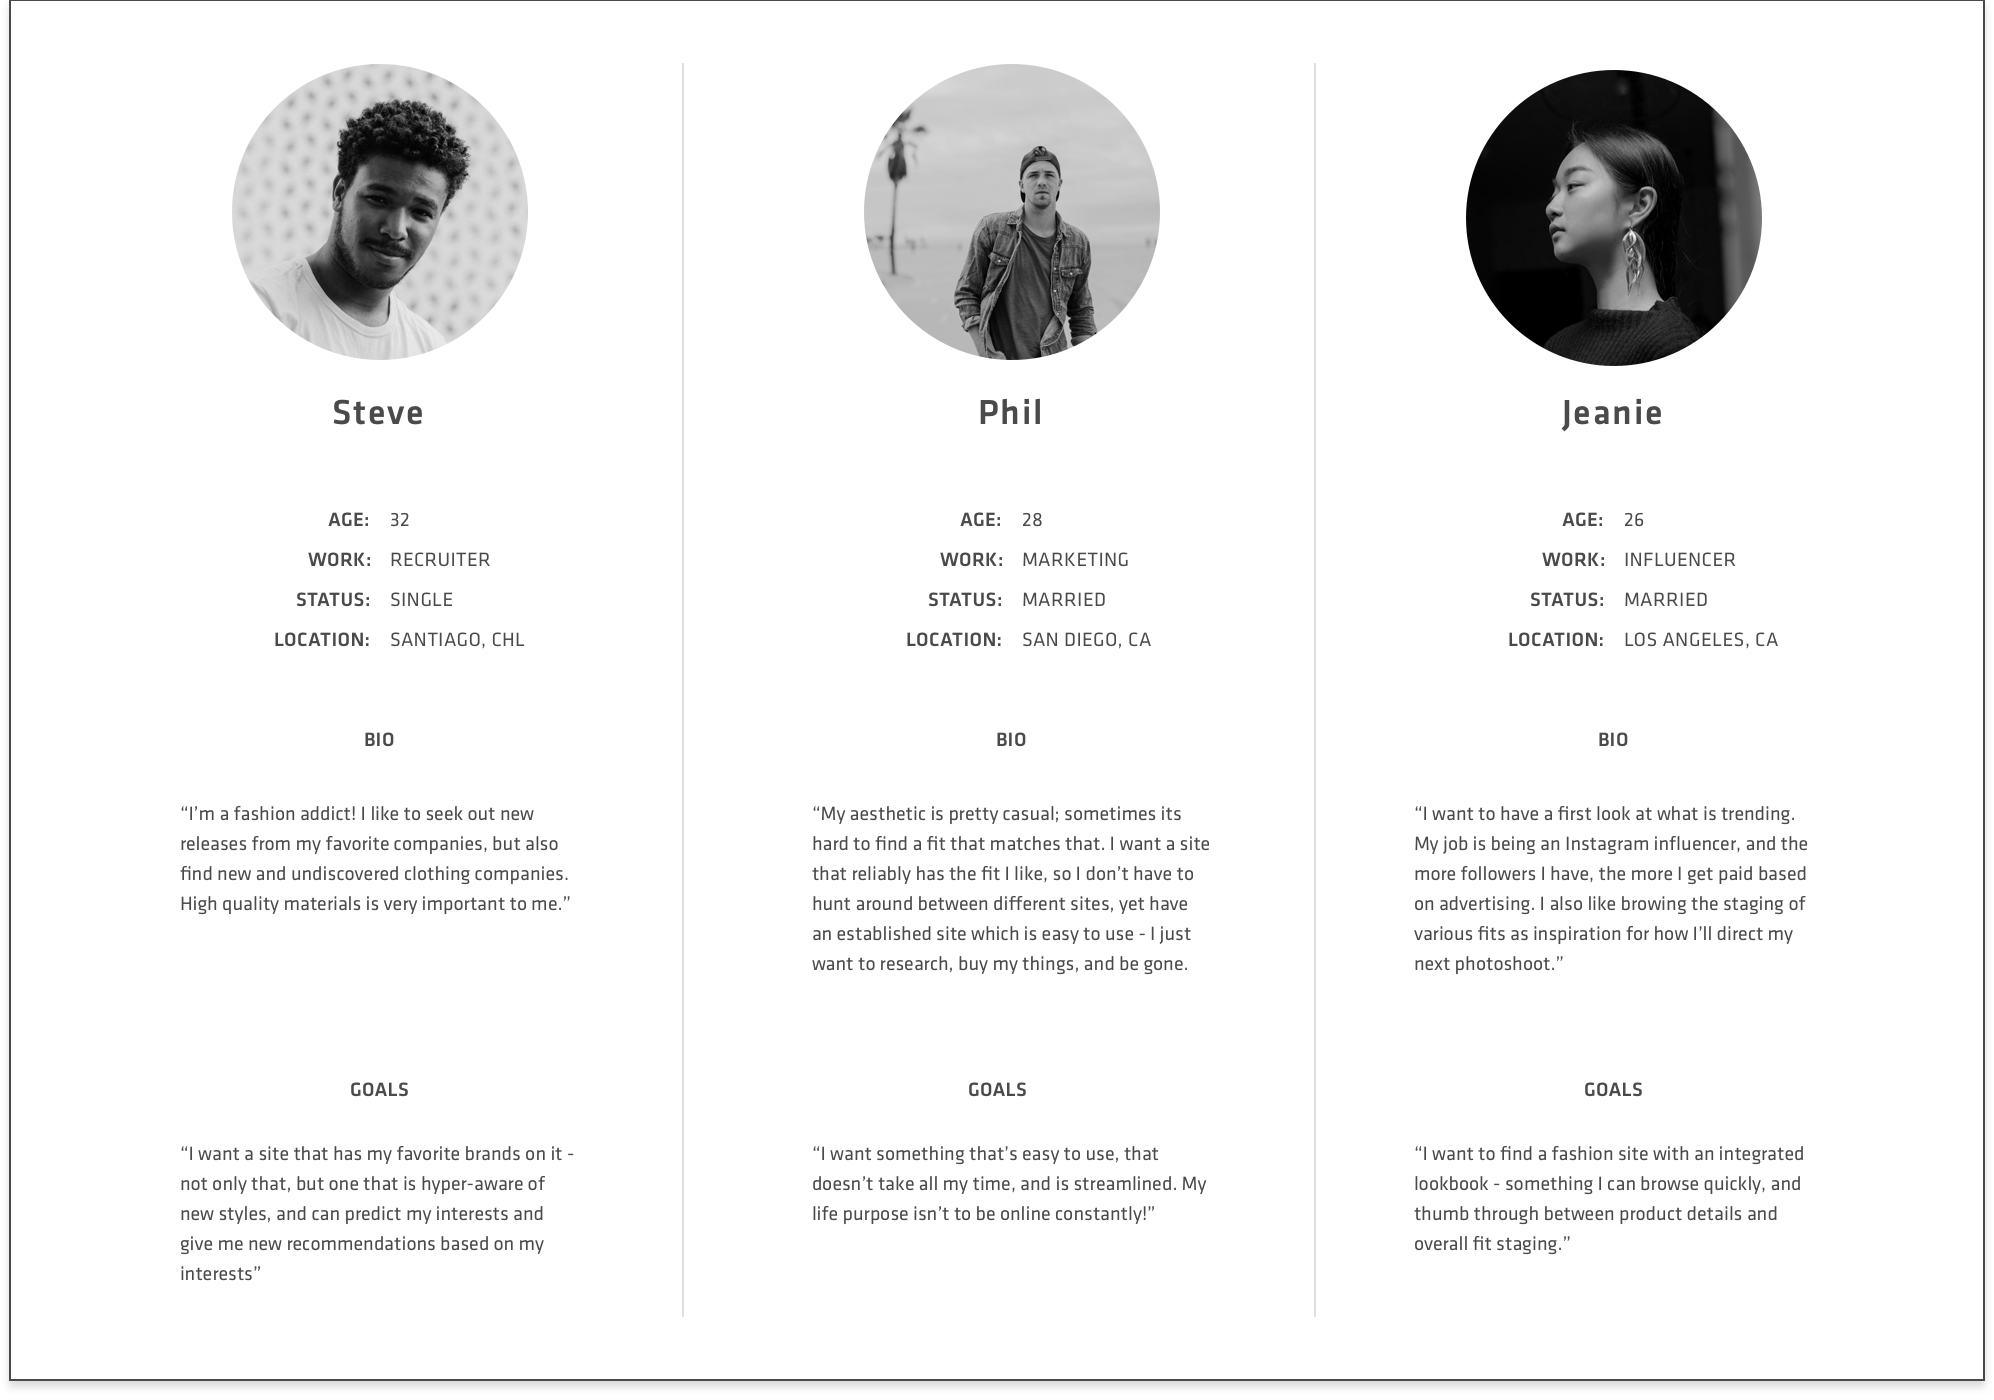 Steve
AGE: 32
WORK: RECRUITER
STATUS: SINGLE
LOCATION: SANTIAGO, CHL
BIO
“I’m a fashion addict! I like to seek out new
releases from my favorite companies, but also
find new and undiscovered clothing companies.
High quality materials is very important to me.”
GOALS
“I want a site that has my favorite brands on it -
not only that, but one that is hyper-aware of
new styles, and can predict my interests and
give me new recommendations based on my
interests”
Phil
AGE: 28
WORK: MARKETING
STATUS: MARRIED
LOCATION: SAN DIEGO, CA
BIO
“My aesthetic is pretty casual; sometimes its
hard to find a fit that matches that. I want a site
that reliably has the fit I like, so I don’t have to
hunt around between different sites, yet have
an established site which is easy to use - I just
want to research, buy my things, and be gone.
GOALS
“I want something that’s easy to use, that
doesn’t take all my time, and is streamlined. My
life purpose isn’t to be online constantly!”
Jeanie
AGE: 26
WORK: INFLUENCER
STATUS: MARRIED
LOCATION: LOS ANGELES, CA
BIO
“I want to have a first look at what is trending.
My job is being an Instagram influencer, and the
more followers I have, the more I get paid based
on advertising. I also like browing the staging of
various fits as inspiration for how I’ll direct my
next photoshoot.”
GOALS
“I want to find a fashion site with an integrated
lookbook - something I can browse quickly, and
thumb through between product details and
overall fit staging.”